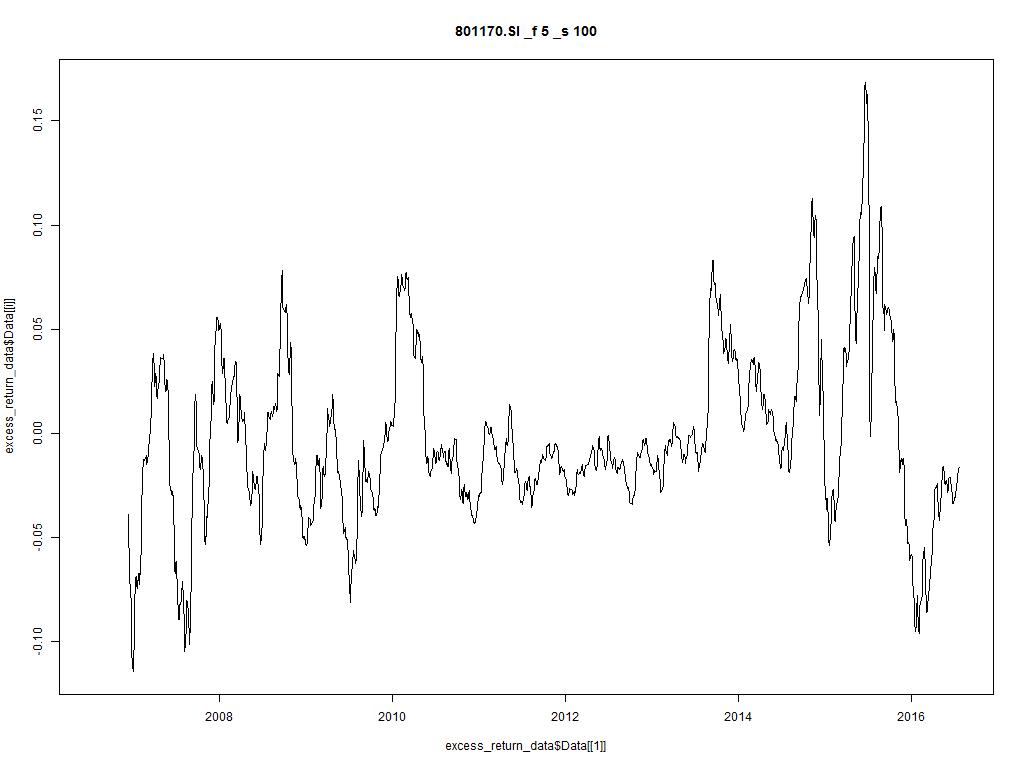 801170.SI _f 5 _s 100
excess_return_data$Data[[i]]
0.15
0.10
0.05
0.00
-0.05
-0.10
2008 2010 2012 2014 2016
excess_return_data$Data[[1]]